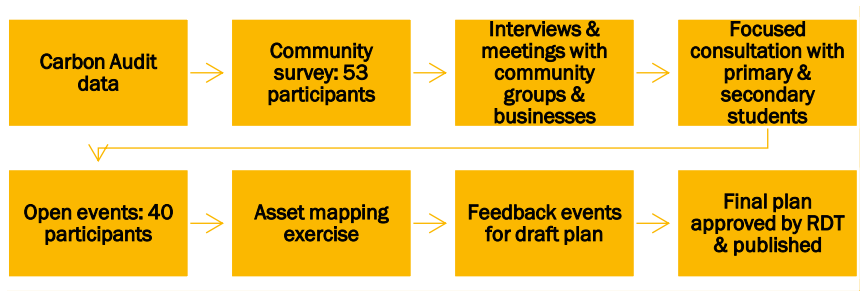 Carbon Audit
data
Community
survey: 53
participants
Interviews &
meetings with
community
groups &
businesses
Focused
consultation with
primary &
secondary
students
Open events: 40
participants
Asset mapping
exercise
Feedback events
for draft plan
Final plan
approved by RDT
& published